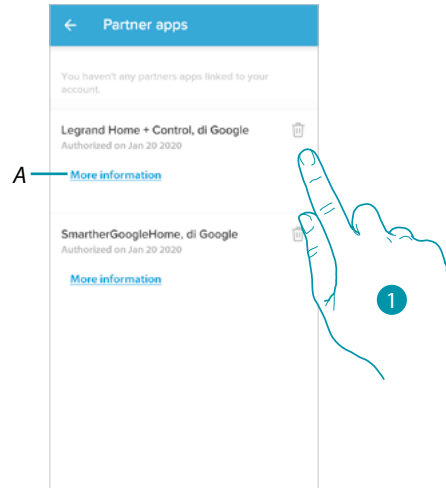 Partner apps
You haven't any partners apps linked to your
account.
Legrand Home + Control, di Google
Authorized on Jan 20 2020
A
More information
SmartherGoogleHome, di Google
Authorized on Jan 20 2020
More information
1